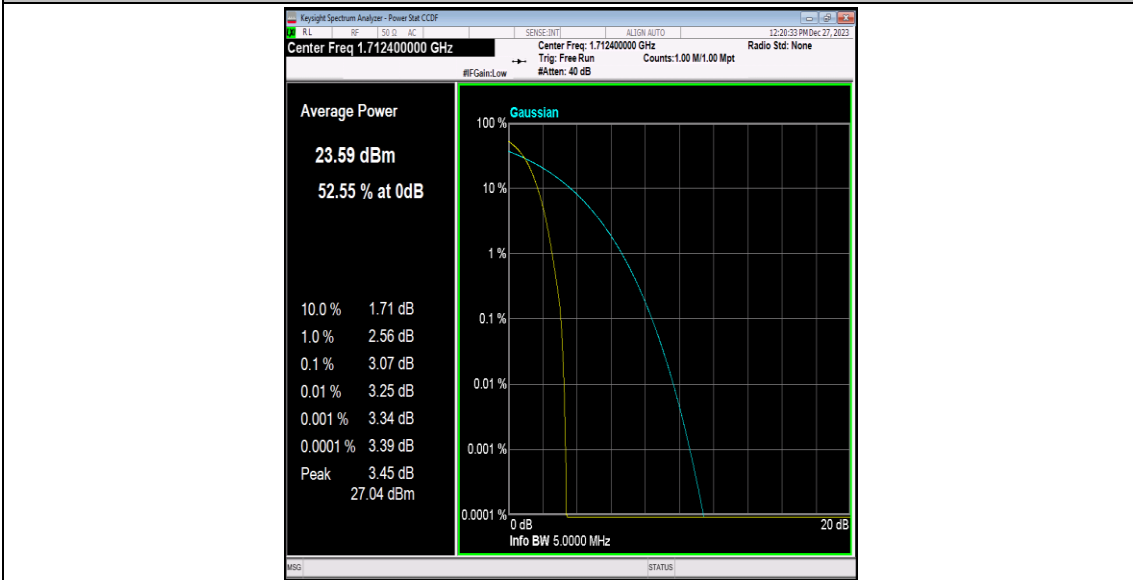 Keysight Spectrum Analyzer - Power Stat CCDF
LXI RL RF 50 Ω AC SENSE:INT ALIGN AUTO 12:20:33 PM Dec 27, 2023
Center Freq 1.712400000 GHz Center Freq: 1.712400000 GHz Radio Std: None
Trig: Free Run Counts:1.00 M/1.00 Mpt
#IFGain:Low #Atten: 40 dB
Average Power
23.59 dBm
52.55 % at 0dB
10.0 % 1.71 dB
1.0 % 2.56 dB
0.1 % 3.07 dB
0.01 % 3.25 dB
0.001 % 3.34 dB
0.0001 % 3.39 dB
Peak 3.45 dB
27.04 dBm
Gaussian
100 %
10 %
1 %
0.1 %
0.01 %
0.001 %
0.0001 %
0 dB 20 dB
Info BW 5.0000 MHz
MSG STATUS